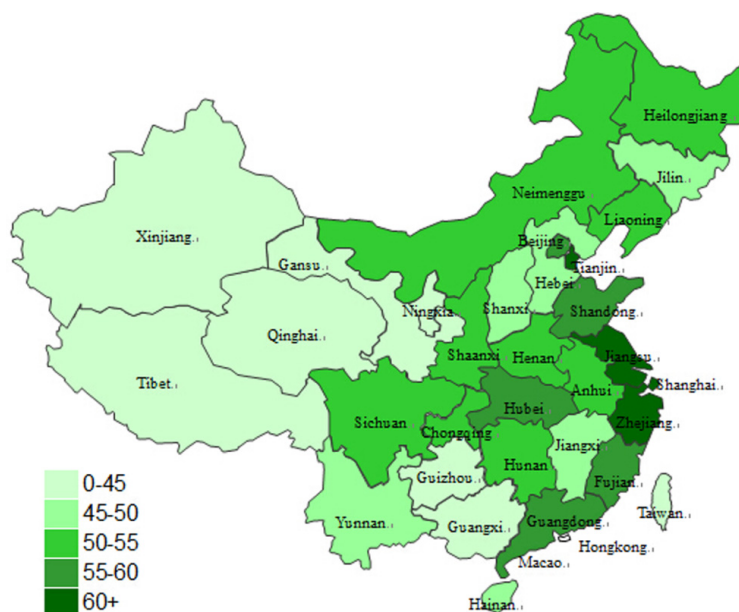 Heilongjiang
Jilin
Neimenggu
Liaoning
Beijing
Xinjiang
Gansu
Tianjin
Hebei
Ningxia
Shanxi
Shandong
Qinghai
Jiangsu
Shaanxi
Henan
Tibet
Shanghai
Anhui
Hubei
Sichuan
Zhejiang
Chongqing
Jiangxi
Hunan
Guizhou
Fujian
0-45
45-50
50-55
55-60
60+
Yunnan
Guangxi
Guangdong
Taiwan
Hongkong
Macao
Hainan